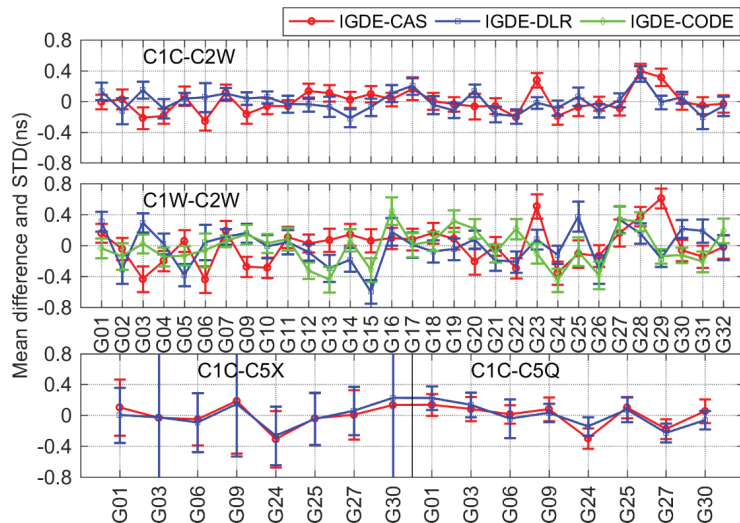 IGDE-CAS IGDE-DLR IGDE-CODE
Mean difference and STD(ns)
0.8
0.4
0
-0.4
-0.8
C1C-C2W
0.8
0.4
0
-0.4
-0.8
C1W-C2W
G01 G02 G03 G04 G05 G06 G07 G09 G10 G11 G12 G13 G14 G15 G16 G17 G18 G19 G20 G21 G22 G23 G24 G25 G26 G27 G28 G29 G30 G31 G32
0.8
0.4
0
-0.4
-0.8
C1C-C5X C1C-C5Q
G01 G03 G06 G09 G24 G25 G27 G30 G01 G03 G06 G09 G24 G25 G27 G30